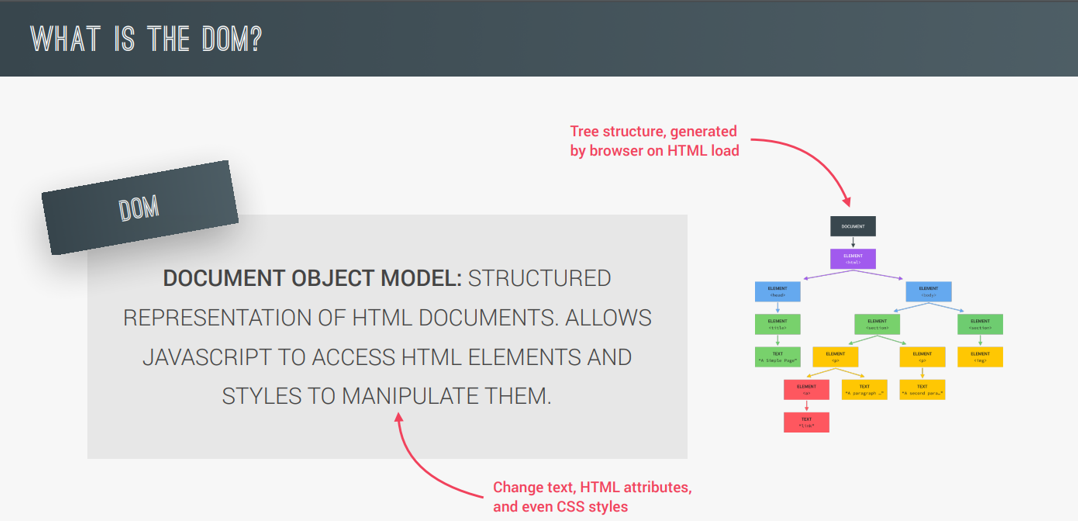 WHAT IS THE DOM?
Tree structure, generated
by browser on HTML load
DOM
DOCUMENT OBJECT MODEL: STRUCTURED
REPRESENTATION OF HTML DOCUMENTS. ALLOWS
JAVASCRIPT TO ACCESS HTML ELEMENTS AND
STYLES TO MANIPULATE THEM.
Change text, HTML attributes,
and even CSS styles
DOCUMENT
ELEMENT
<html>
ELEMENT
<head>
ELEMENT
<body>
ELEMENT
<title>
ELEMENT
<section>
ELEMENT
<section>
TEXT
"A Simple Page"
ELEMENT
<p>
ELEMENT
<p>
ELEMENT
<img>
ELEMENT
<a>
TEXT
"A paragraph …"
TEXT
"A second para…"
TEXT
"link"